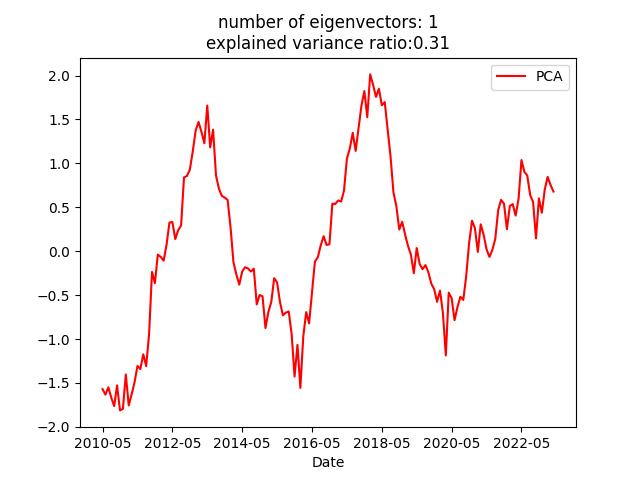 number of eigenvectors: 1
explained variance ratio:0.31
PCA
2.0
1.5
1.0
0.5
0.0
−0.5
−1.0
−1.5
−2.0
2010-05 2012-05 2014-05 2016-05 2018-05 2020-05 2022-05
Date